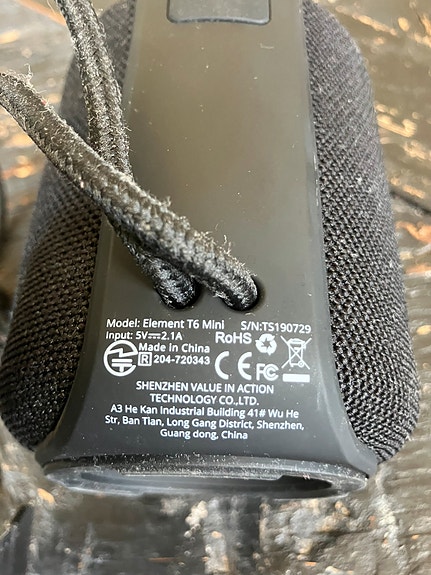 Model: Element T6 Mini S/N:TS190729
Input: 5V⎓2.1A RoHS
Made in China
R 204-720343 CE FC
SHENZHEN VALUE IN ACTION
TECHNOLOGY CO.,LTD.
A3 He Kan Industrial Building 41# Wu He
Str, Ban Tian, Long Gang District, Shenzhen,
Guang dong, China